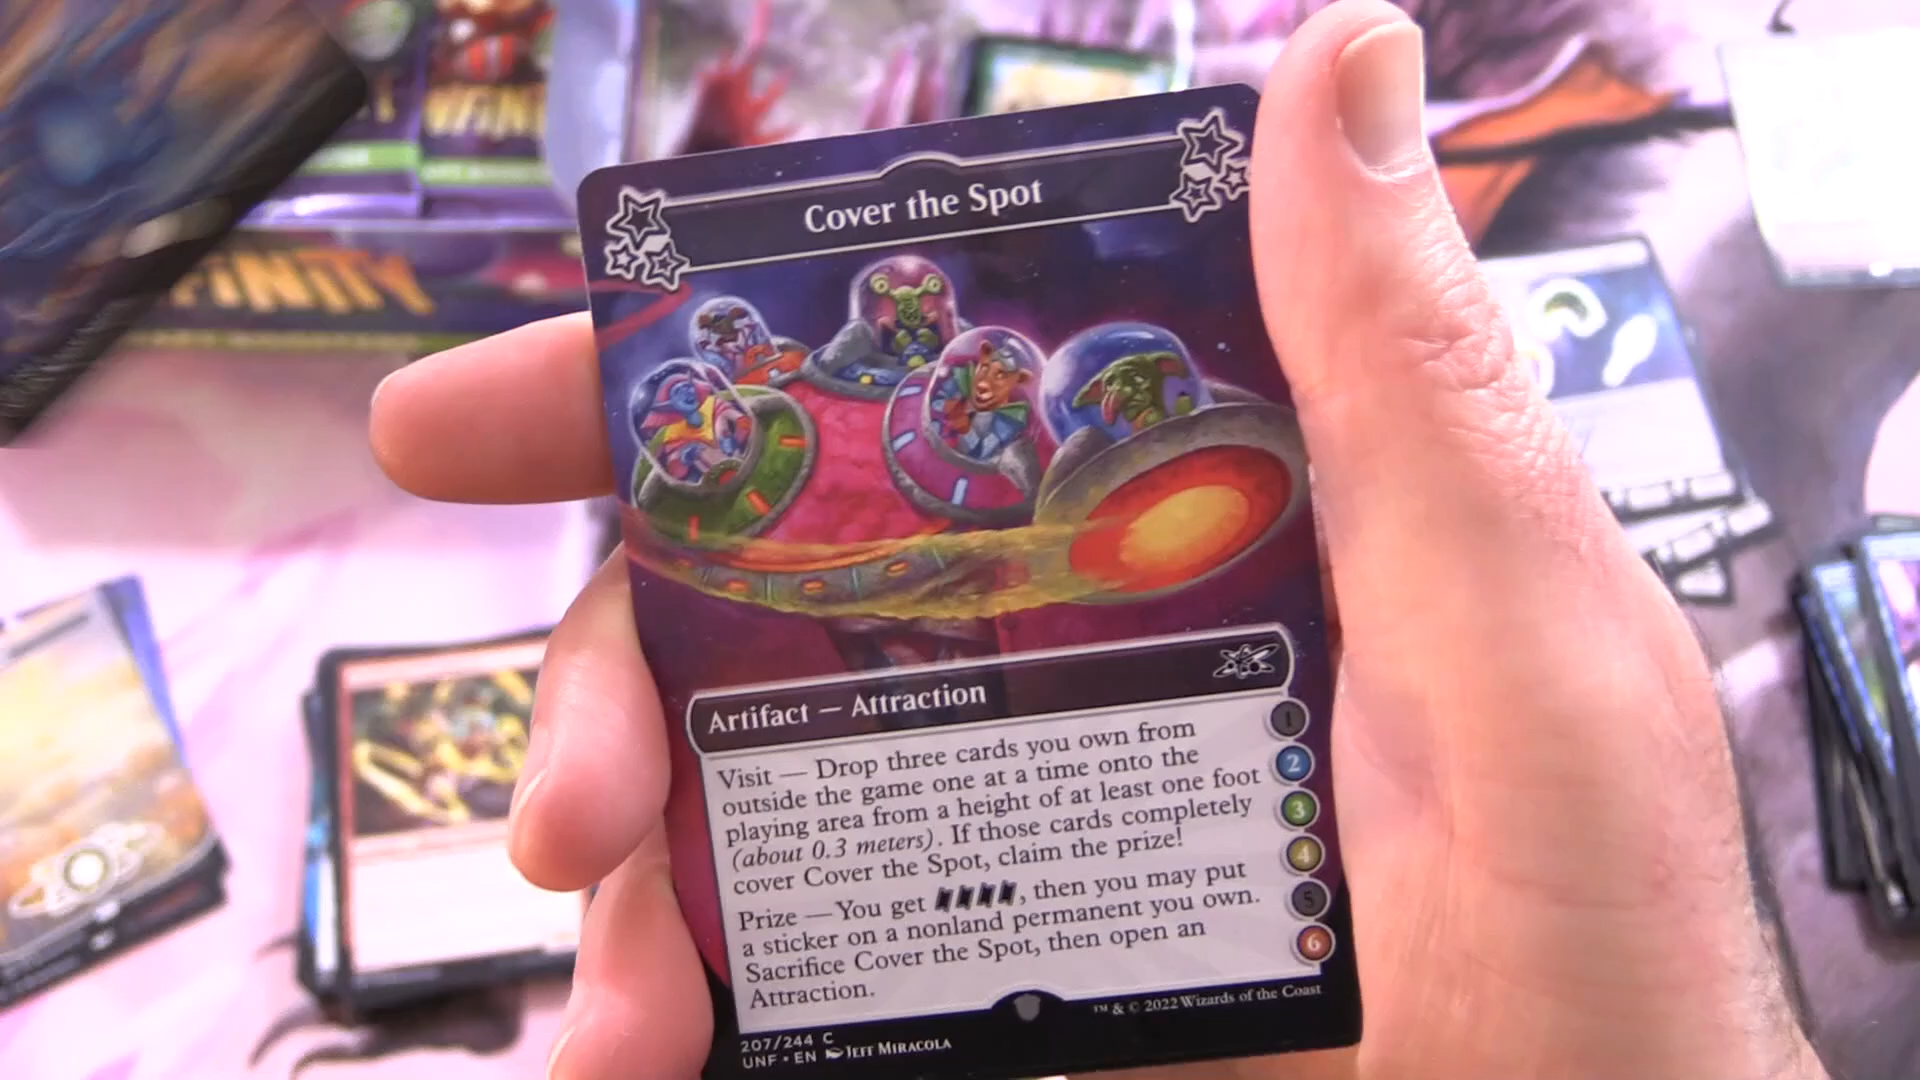 FINITY
Cover the Spot
Artifact — Attraction
Visit — Drop three cards you own from
outside the game one at a time onto the
playing area from a height of at least one foot
(about 0.3 meters). If those cards completely
cover Cover the Spot, claim the prize!
Prize — You get , then you may put
a sticker on a nonland permanent you own.
Sacrifice Cover the Spot, then open an
Attraction.
1
2
3
4
5
6
™ & © 2022 Wizards of the Coast
207/244 C
UNF • EN Jeff Miracola